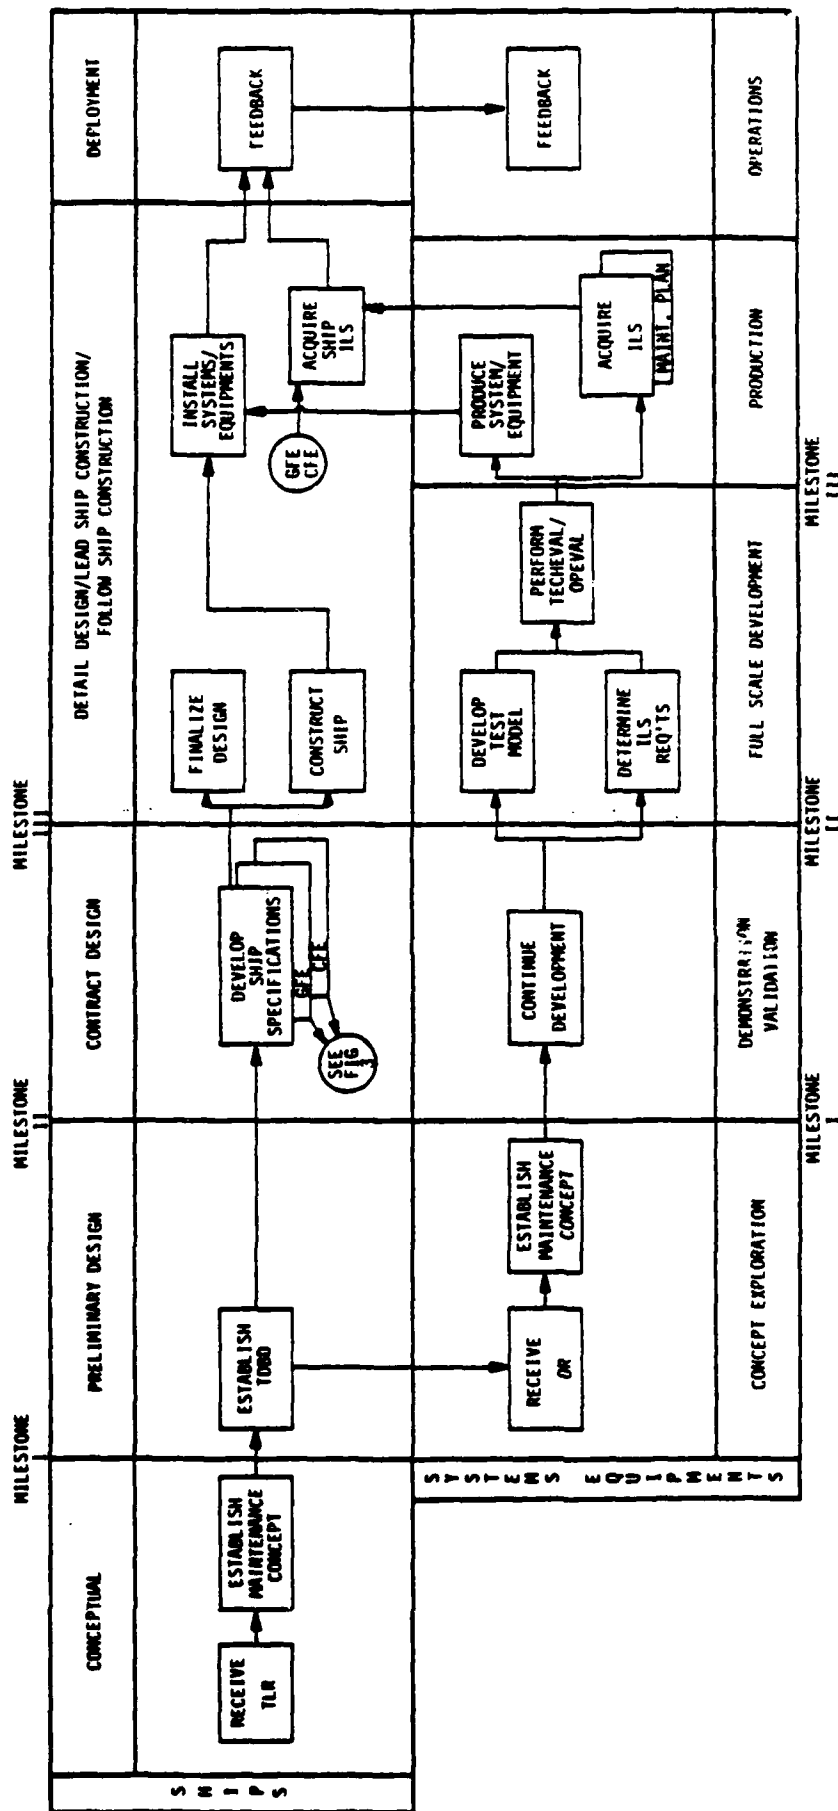 MILESTONE
I
MILESTONE
II
MILESTONE
III
CONCEPTUAL
PRELIMINARY DESIGN
CONTRACT DESIGN
DETAIL DESIGN/LEAD SHIP CONSTRUCTION/
FOLLOW SHIP CONSTRUCTION
DEPLOYMENT
SHIPS
RECEIVE
TLR
ESTABLISH
MAINTENANCE
CONCEPT
ESTABLISH
TOBD
DEVELOP
SHIP
SPECIFICATIONS
GFE
CFE
SEE
FIG
3
FINALIZE
DESIGN
CONSTRUCT
SHIP
INSTALL
SYSTEMS/
EQUIPMENTS
GFE
CFE
ACQUIRE
SHIP
ILS
FEEDBACK
SYSTEMS EQUIPMENTS
RECEIVE
OR
ESTABLISH
MAINTENANCE
CONCEPT
CONTINUE
DEVELOPMENT
DEVELOP
TEST
MODEL
DETERMINE
ILS
REQ'TS
PERFORM
TECHEVAL/
OPEVAL
PRODUCE
SYSTEM/
EQUIPMENT
ACQUIRE
ILS
MAINT. PLAN
FEEDBACK
CONCEPT EXPLORATION
DEMONSTRATION
VALIDATION
FULL SCALE DEVELOPMENT
PRODUCTION
OPERATIONS
MILESTONE
I
MILESTONE
II
MILESTONE
III